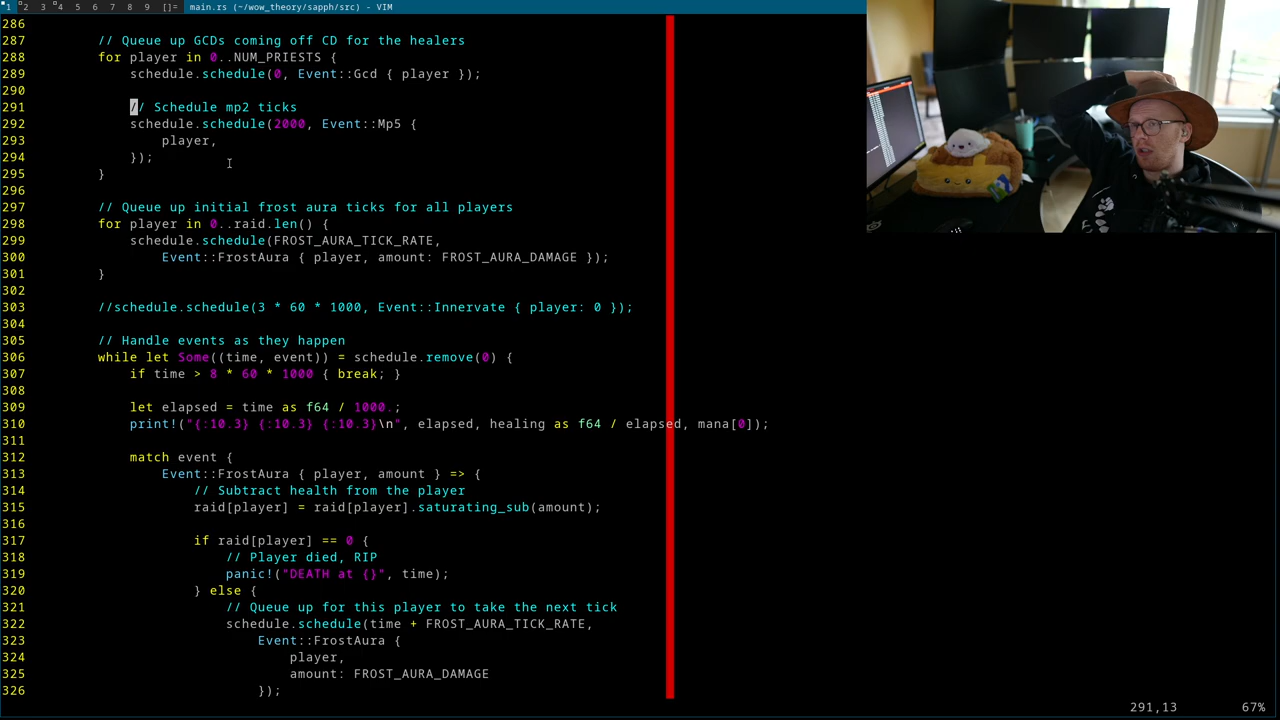 1 2 3 4 5 6 7 8 9 []= main.rs (~/wow_theory/sapph/src) - VIM
286
287 // Queue up GCDs coming off CD for the healers
288 for player in 0..NUM_PRIESTS {
289 schedule.schedule(0, Event::Gcd { player });
290
291 // Schedule mp2 ticks
292 schedule.schedule(2000, Event::Mp5 {
293 player,
294 });
295 }
296
297 // Queue up initial frost aura ticks for all players
298 for player in 0..raid.len() {
299 schedule.schedule(FROST_AURA_TICK_RATE,
300 Event::FrostAura { player, amount: FROST_AURA_DAMAGE });
301 }
302
303 //schedule.schedule(3 * 60 * 1000, Event::Innervate { player: 0 });
304
305 // Handle events as they happen
306 while let Some((time, event)) = schedule.remove(0) {
307 if time > 8 * 60 * 1000 { break; }
308
309 let elapsed = time as f64 / 1000.;
310 print!("{:10.3} {:10.3} {:10.3}\n", elapsed, healing as f64 / elapsed, mana[0]);
311
312 match event {
313 Event::FrostAura { player, amount } => {
314 // Subtract health from the player
315 raid[player] = raid[player].saturating_sub(amount);
316
317 if raid[player] == 0 {
318 // Player died, RIP
319 panic!("DEATH at {}", time);
320 } else {
321 // Queue up for this player to take the next tick
322 schedule.schedule(time + FROST_AURA_TICK_RATE,
323 Event::FrostAura {
324 player,
325 amount: FROST_AURA_DAMAGE
326 });
291,13 67%